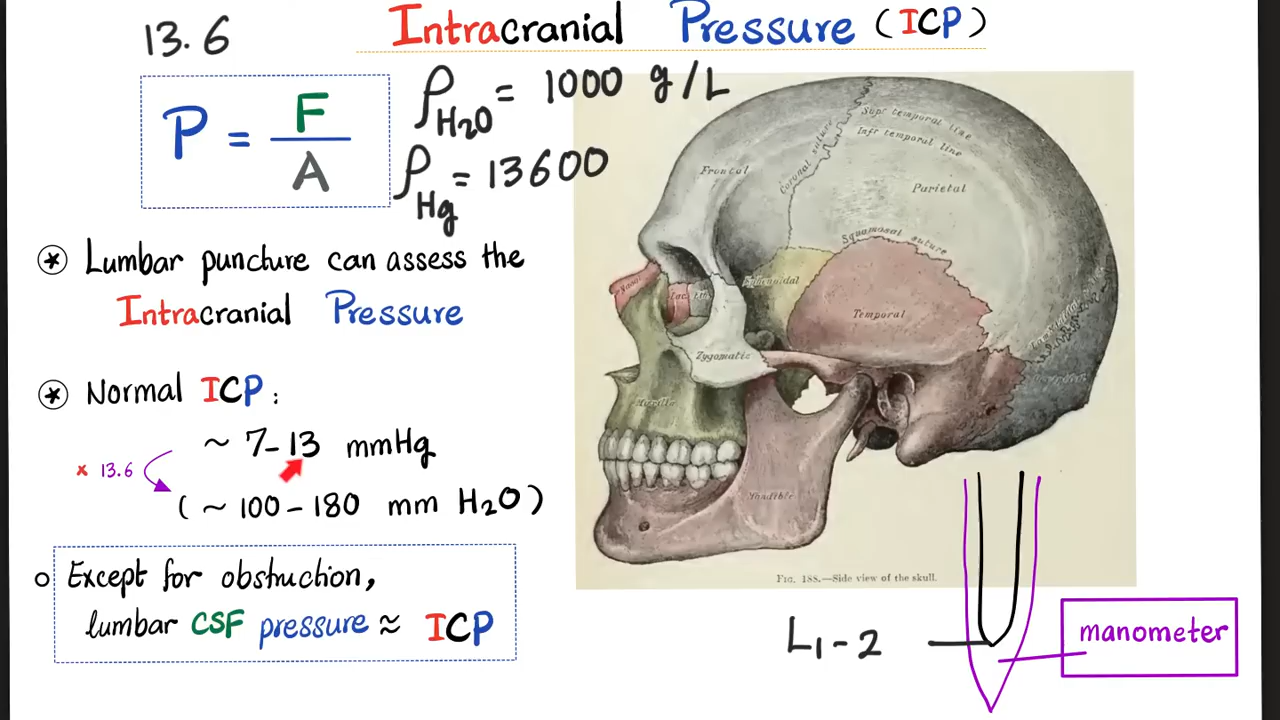 13.6
Intracranial Pressure (ICP)
P = F / A
ρH2O = 1000 g/L
ρHg = 13600
Lumbar puncture can assess the
Intracranial Pressure
Normal ICP:
~ 7-13 mmHg
× 13.6
(~ 100-180 mm H2O)
Except for obstruction,
lumbar CSF pressure ≈ ICP
Supr temporal line
Infr temporal line
Coronal suture
Frontal
Parietal
Squamosal suture
Sphenoidal
Nasal
Lac.
Eth.
Temporal
Zygomatic
Maxilla
Mandible
FIG. 188.—Side view of the skull.
L1-2
manometer